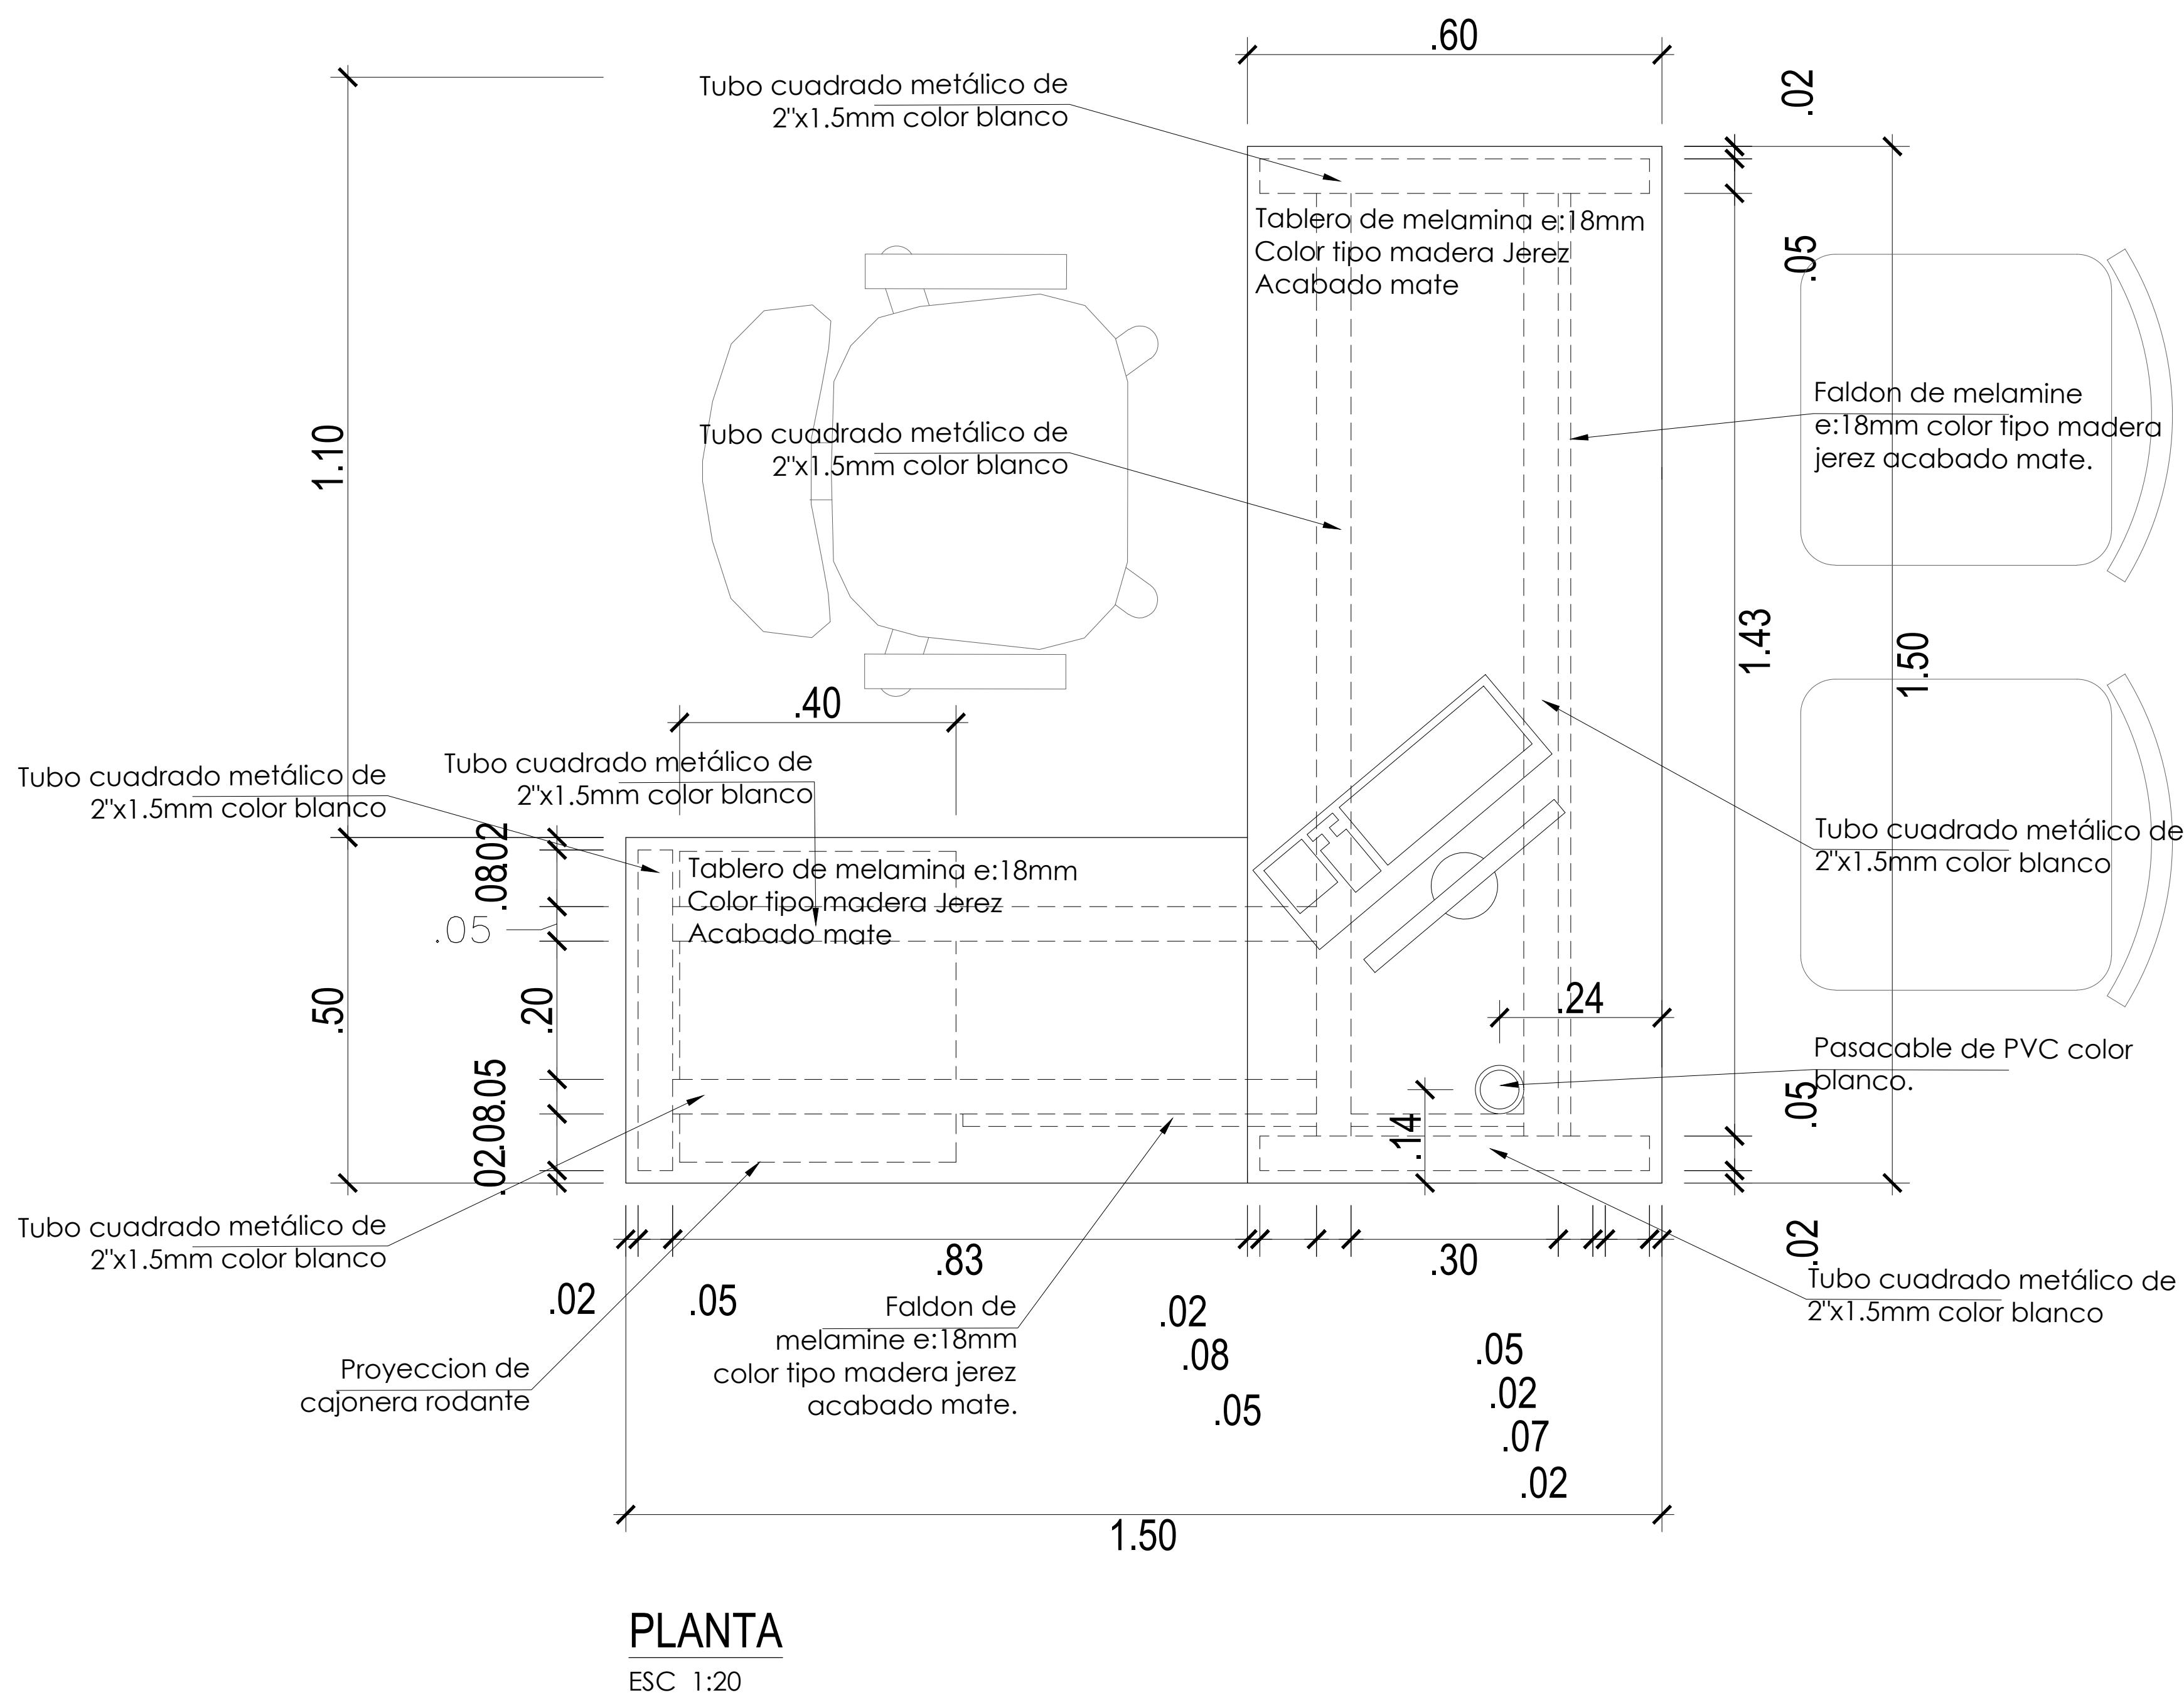 .60
.02
Tubo cuadrado metálico de
2"x1.5mm color blanco
Tablero de melamina e:18mm
Color tipo madera Jerez
Acabado mate
.05
Faldon de melamine
e:18mm color tipo madera
jerez acabado mate.
Tubo cuadrado metálico de
2"x1.5mm color blanco
1.10
1.43
1.50
.40
Tubo cuadrado metálico de
2"x1.5mm color blanco
Tubo cuadrado metálico de
2"x1.5mm color blanco
Tubo cuadrado metálico de
2"x1.5mm color blanco
.02
.08
.05
Tablero de melamina e:18mm
Color tipo madera Jerez
Acabado mate
.50
.20
.24
Pasacable de PVC color
blanco.
.05
.08
.02
.14
.05
.02
Tubo cuadrado metálico de
2"x1.5mm color blanco
.83
.30
Tubo cuadrado metálico de
2"x1.5mm color blanco
.02
.05
.02
.08
.05
.05
.02
.07
.02
Faldon de
melamine e:18mm
color tipo madera jerez
acabado mate.
Proyeccion de
cajonera rodante
1.50
PLANTA
ESC 1:20